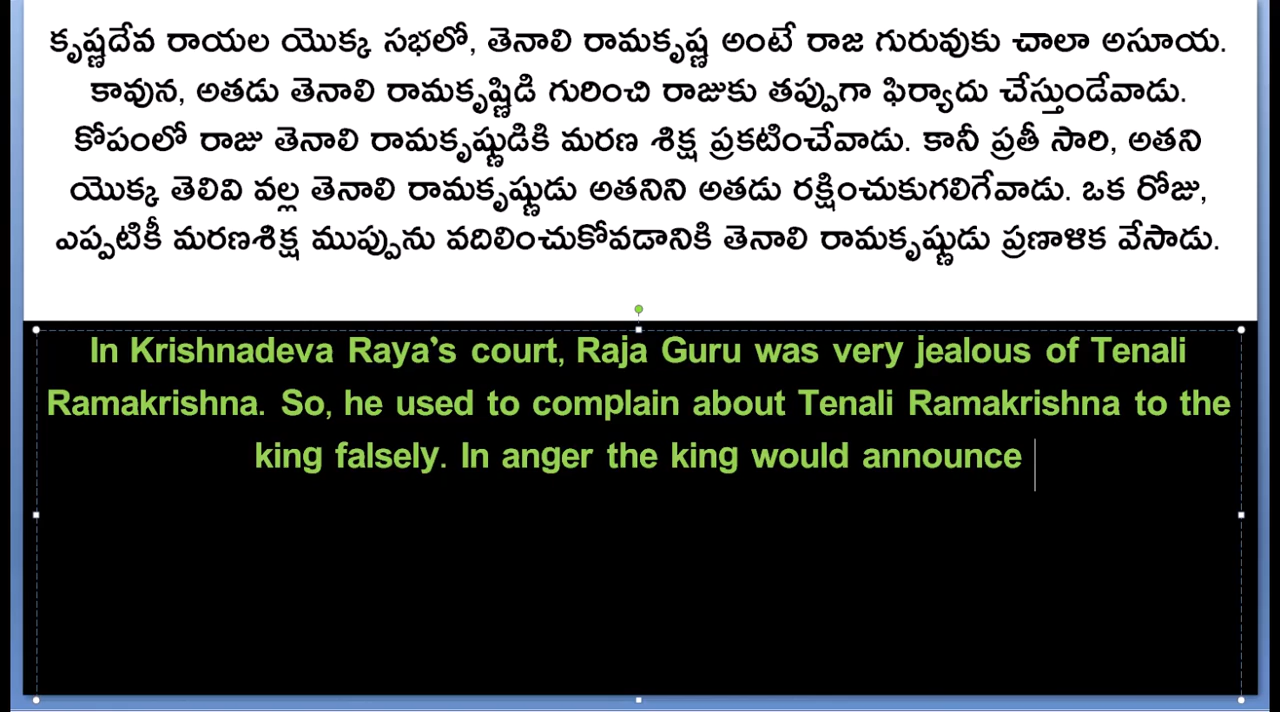 కృష్ణదేవ రాయల యొక్క సభలో, తెనాలి రామకృష్ణ అంటే రాజ గురువుకు చాలా అసూయ.
కావున, అతడు తెనాలి రామకృష్ణిడి గురించి రాజుకు తప్పుగా ఫిర్యాదు చేస్తుండేవాడు.
కోపంలో రాజు తెనాలి రామకృష్ణుడికి మరణ శిక్ష ప్రకటించేవాడు. కానీ ప్రతీ సారి, అతని
యొక్క తెలివి వల్ల తెనాలి రామకృష్ణుడు అతనిని అతడు రక్షించుకుగలిగేవాడు. ఒక రోజు,
ఎప్పటికీ మరణశిక్ష ముప్పును వదిలించుకోవడానికి తెనాలి రామకృష్ణుడు ప్రణాళిక వేసాడు.
In Krishnadeva Raya's court, Raja Guru was very jealous of Tenali
Ramakrishna. So, he used to complain about Tenali Ramakrishna to the
king falsely. In anger the king would announce